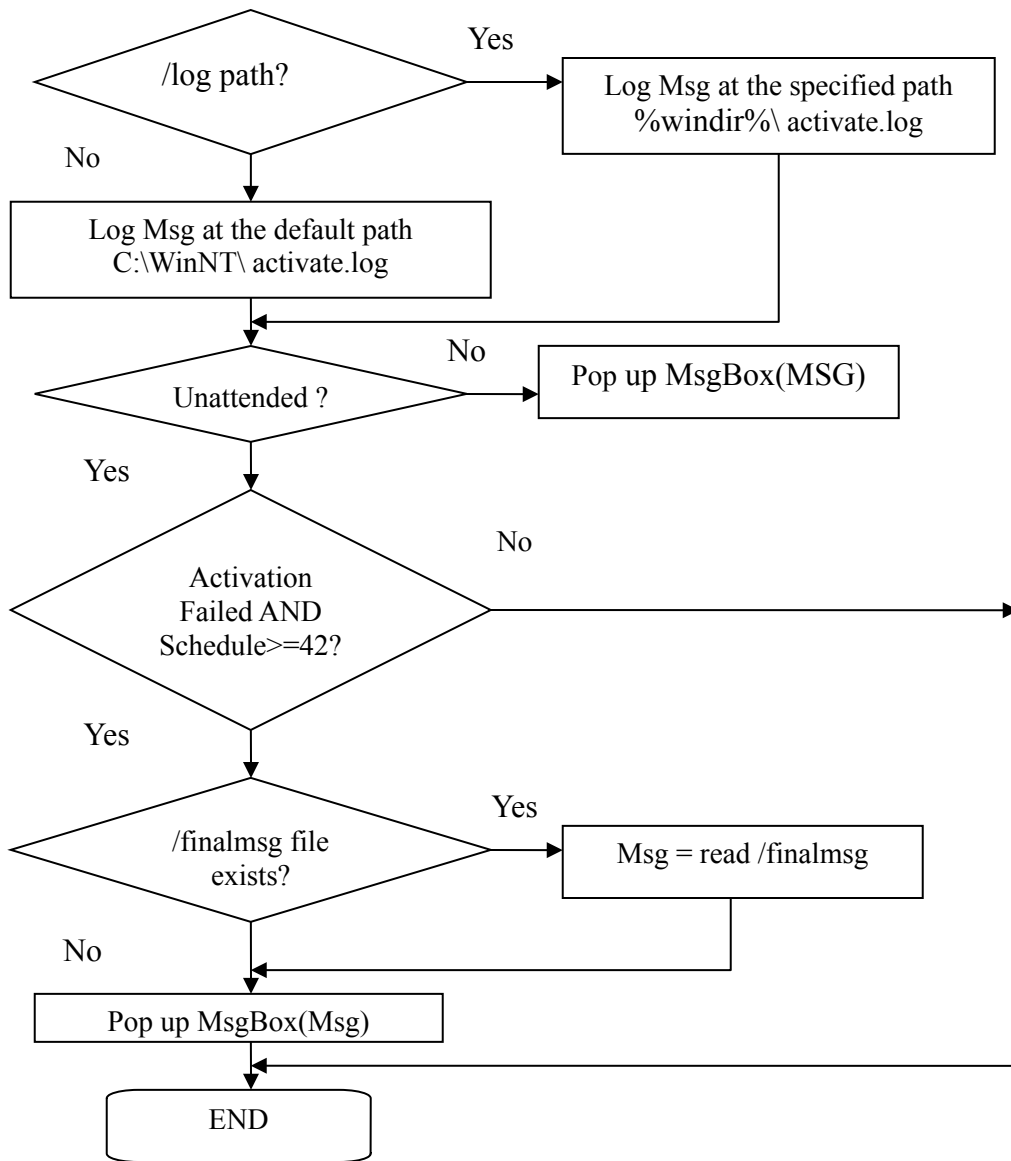 Yes
/log path?
Log Msg at the specified path
%windir%\ activate.log
No
Log Msg at the default path
C:\WinNT\ activate.log
No
Pop up MsgBox(MSG)
Unattended ?
Yes
No
Activation
Failed AND
Schedule>=42?
Yes
Yes
/finalmsg file
exists?
Msg = read /finalmsg
No
Pop up MsgBox(Msg)
END